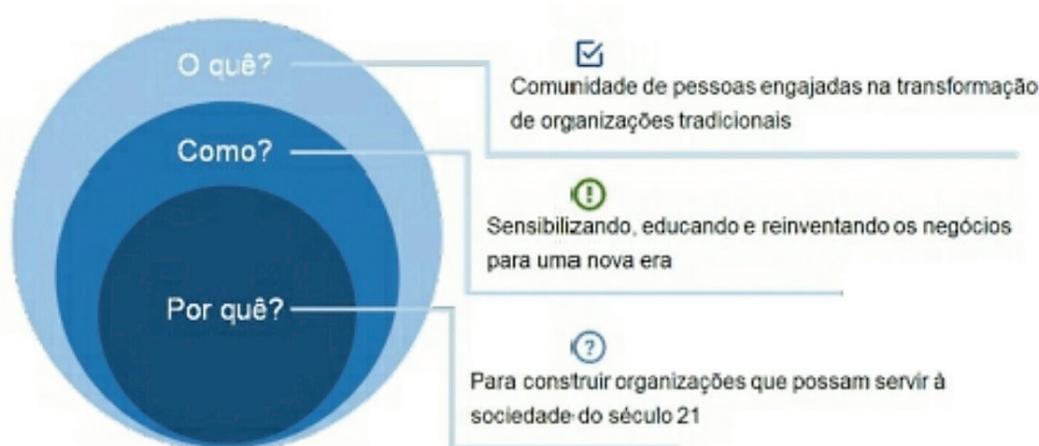 O quê?
Comunidade de pessoas engajadas na transformação
de organizações tradicionais
Como?
Sensibilizando, educando e reinventando os negócios
para uma nova era
Por quê?
Para construir organizações que possam servir à
sociedade do século 21